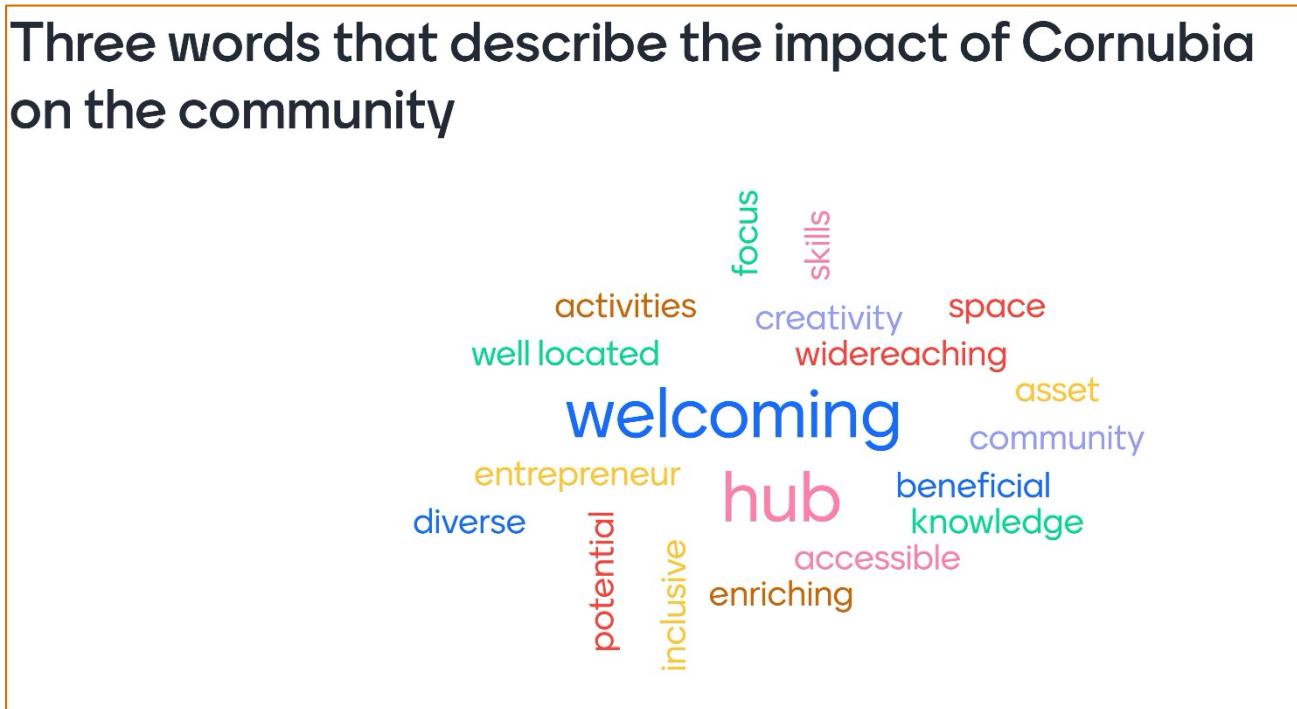 Three words that describe the impact of Cornubia
on the community
focus
skills
activities
creativity
space
well located
widereaching
asset
welcoming
community
entrepreneur
hub
beneficial
diverse
knowledge
potential
inclusive
accessible
enriching